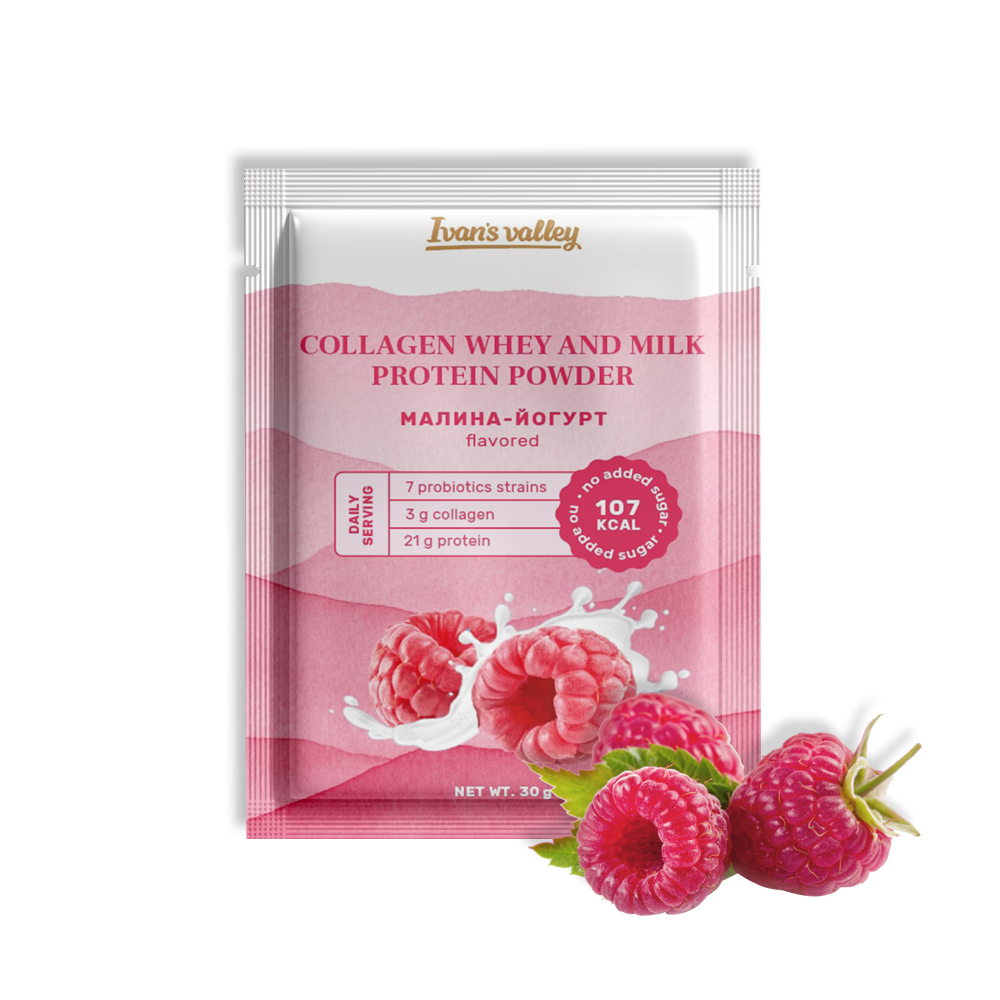 Ivan's valley
COLLAGEN WHEY AND MILK
PROTEIN POWDER
МАЛИНА-ЙОГУРТ
flavored
DAILY
SERVING
7 probiotics strains
3 g collagen
21 g protein
no added sugar
107
KCAL
no added sugar
NET WT. 30 g